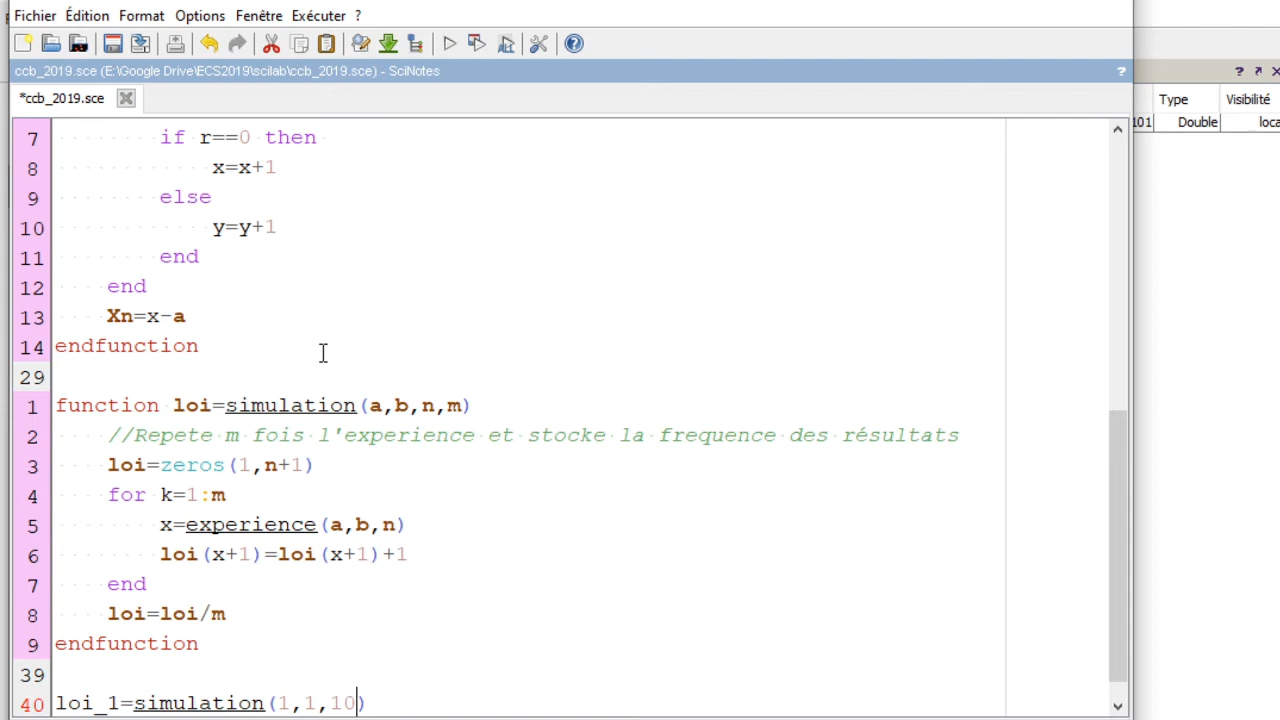 Fichier Édition Format Options Fenêtre Exécuter ?
ccb_2019.sce (E:\Google Drive\ECS2019\scilab\ccb_2019.sce) - SciNotes ? ?
*ccb_2019.sce Type Visibilité
101 Double loca
7 if r==0 then
8 x=x+1
9 else
10 y=y+1
11 end
12 end
13 Xn=x-a
14 endfunction
29
1 function loi=simulation(a,b,n,m)
2 //Repete m fois l'experience et stocke la frequence des résultats
3 loi=zeros(1,n+1)
4 for k=1:m
5 x=experience(a,b,n)
6 loi(x+1)=loi(x+1)+1
7 end
8 loi=loi/m
9 endfunction
39
40 loi_1=simulation(1,1,10)